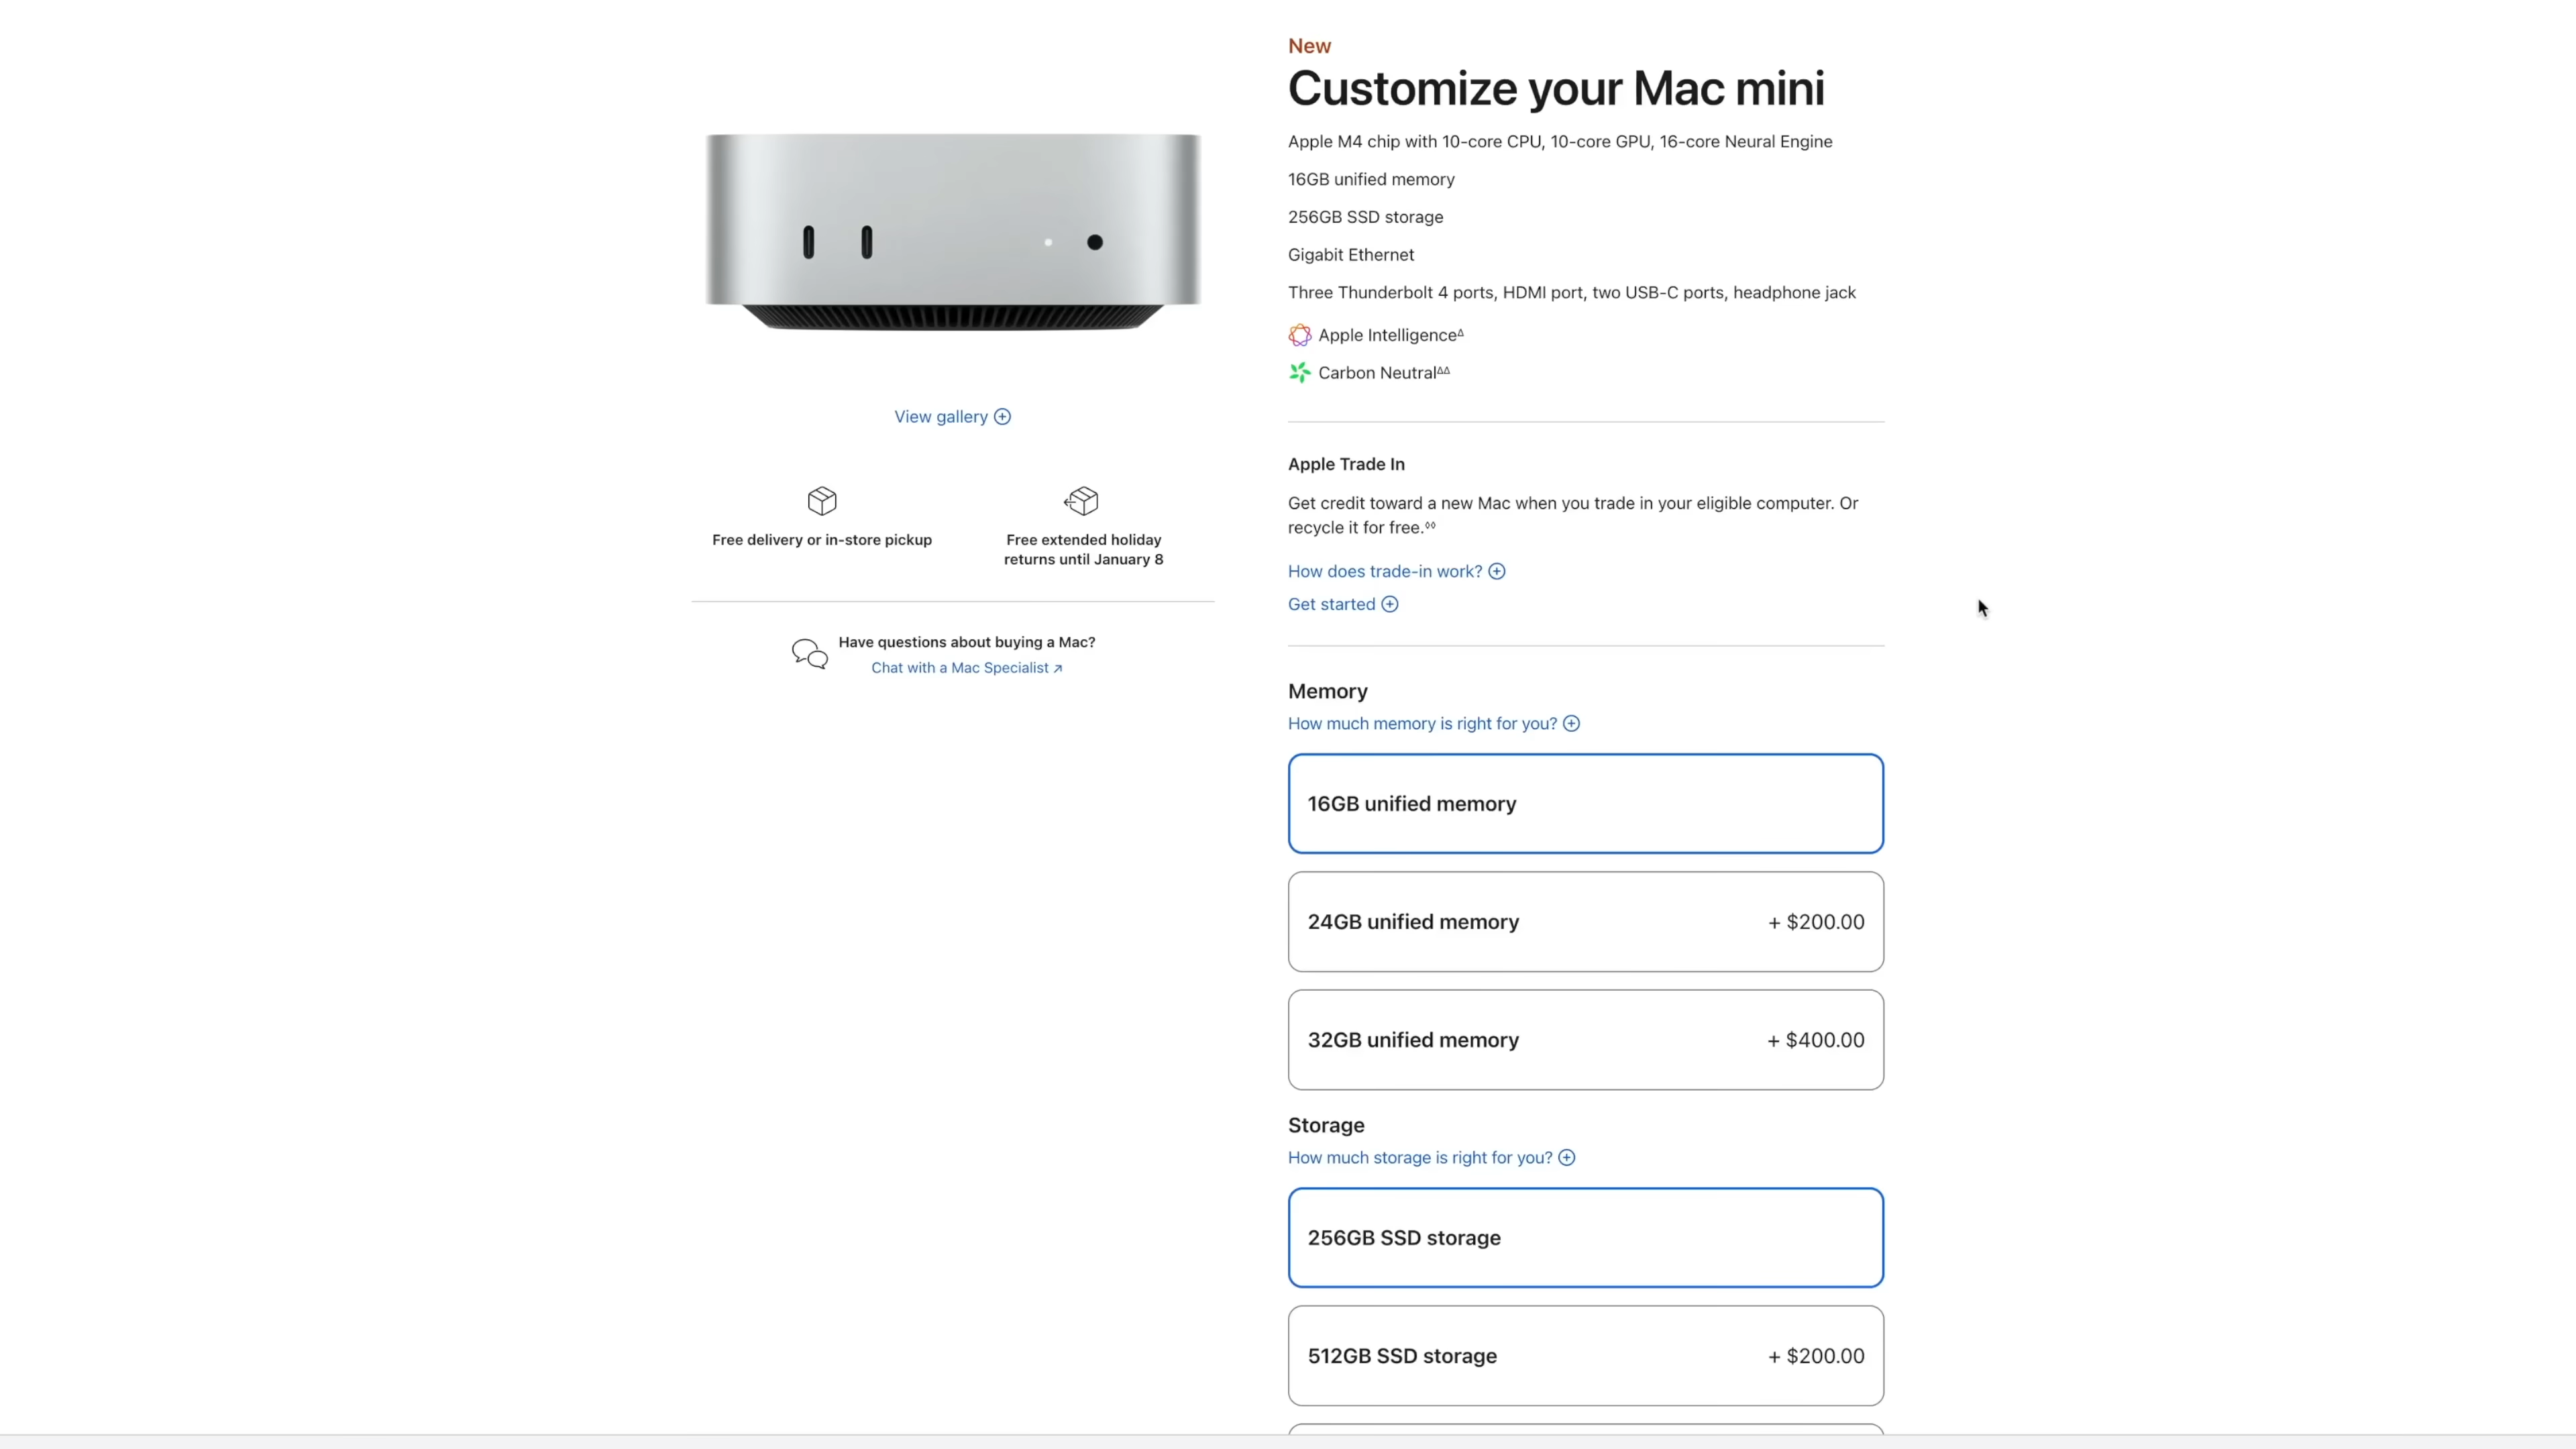 New
Customize your Mac mini
Apple M4 chip with 10-core CPU, 10-core GPU, 16-core Neural Engine
16GB unified memory
256GB SSD storage
Gigabit Ethernet
Three Thunderbolt 4 ports, HDMI port, two USB-C ports, headphone jack
Apple IntelligenceΔ
Carbon NeutralΔΔ
View gallery
Free delivery or in-store pickup
Free extended holiday
returns until January 8
Have questions about buying a Mac?
Chat with a Mac Specialist ↗
Apple Trade In
Get credit toward a new Mac when you trade in your eligible computer. Or
recycle it for free.◊◊
How does trade-in work?
Get started
Memory
How much memory is right for you?
16GB unified memory
24GB unified memory + $200.00
32GB unified memory + $400.00
Storage
How much storage is right for you?
256GB SSD storage
512GB SSD storage + $200.00